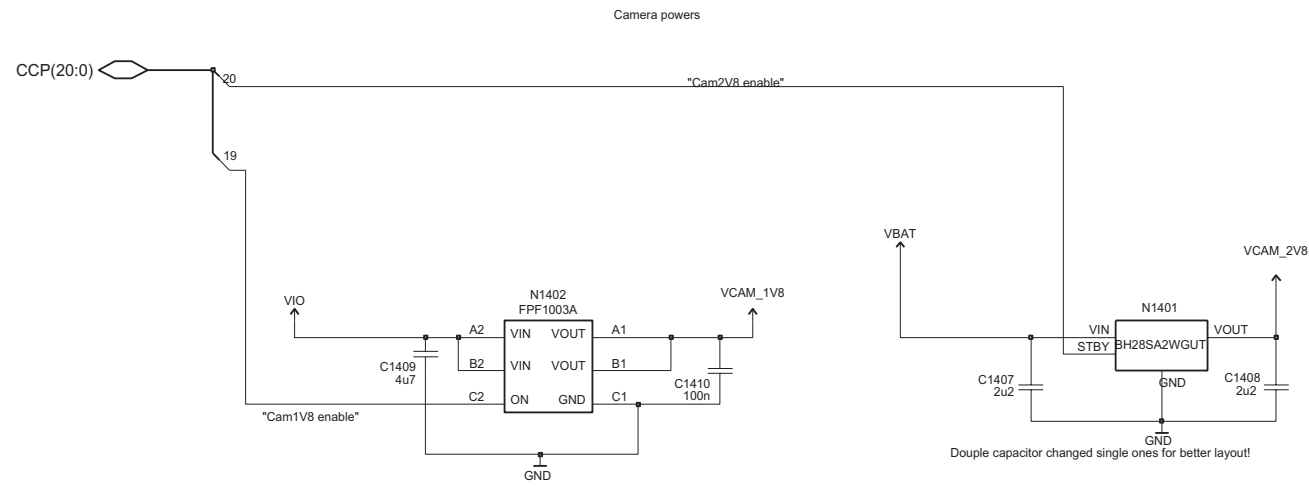 Camera powers
CCP(20:0)
20
"Cam2V8 enable"
19
VBAT
VCAM_2V8
VIO
N1402
FPF1003A
VCAM_1V8
N1401
A2 VIN VOUT A1
VIN VOUT
STBY BH28SA2WGUT
B2 VIN VOUT B1
C1409
4u7
C1410
100n
C1407
2u2
GND
C1408
2u2
C2 ON GND C1
"Cam1V8 enable"
GND
Douple capacitor changed single ones for better layout!
GND